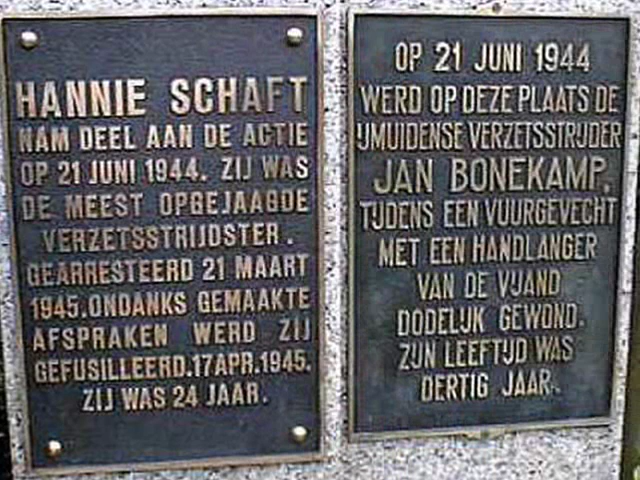 HANNIE SCHAFT
NAM DEEL AAN DE ACTIE
OP 21 JUNI 1944. ZIJ WAS
DE MEEST OPGEJAAGDE
VERZETSSTRIJDSTER.
GEARRESTEERD 21 MAART
1945. ONDANKS GEMAAKTE
AFSPRAKEN WERD ZIJ
GEFUSILLEERD. 17 APR. 1945.
ZIJ WAS 24 JAAR.
OP 21 JUNI 1944
WERD OP DEZE PLAATS DE
IJMUIDENSE VERZETSSTRIJDER
JAN BONEKAMP,
TIJDENS EEN VUURGEVECHT
MET EEN HANDLANGER
VAN DE VIJAND
DODELIJK GEWOND.
ZIJN LEEFTIJD WAS
DERTIG JAAR.